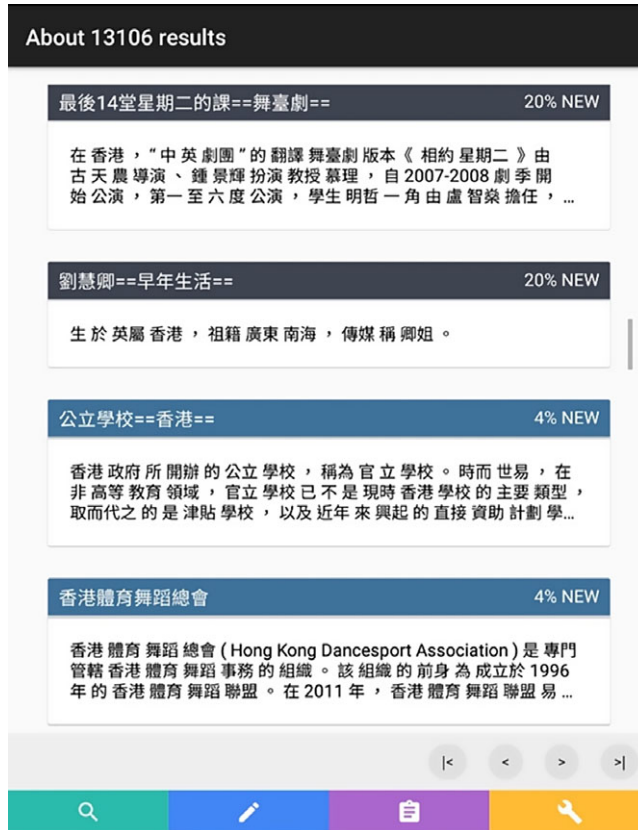 About 13106 results
最後14堂星期二的課==舞臺劇== 20% NEW
在 香港 ， “ 中 英 劇團 ” 的 翻譯 舞臺劇 版本 《 相約 星期二 》 由
古 天 農 導演 、 鍾 景輝 扮演 教授 慕理 ， 自 2007-2008 劇 季 開
始 公演 ， 第一 至 六 度 公演 ， 學生 明哲 一 角 由 盧 智燊 擔任 ， ...
劉慧卿==早年生活== 20% NEW
生 於 英屬 香港 ， 祖籍 廣東 南海 ， 傳媒 稱 卿姐 。
公立學校==香港== 4% NEW
香港 政府 所 開辦 的 公立 學校 ， 稱為 官 立 學校 。 時而 世易 ， 在
非 高等 教育 領域 ， 官立 學校 已 不 是 現時 香港 學校 的 主要 類型 ，
取而代之 的 是 津貼 學校 ， 以及 近年 來 興起 的 直接 資助 計劃 學...
香港體育舞蹈總會 4% NEW
香港 體育 舞蹈 總會 ( Hong Kong Dancesport Association ) 是 專門
管轄 香港 體育 舞蹈 事務 的 組織 。 該 組織 的 前身 為 成立於 1996
年 的 香港 體育 舞蹈 聯盟 。 在 2011 年 ， 香港 體育 舞蹈 聯盟 易 ...
|< < > >|